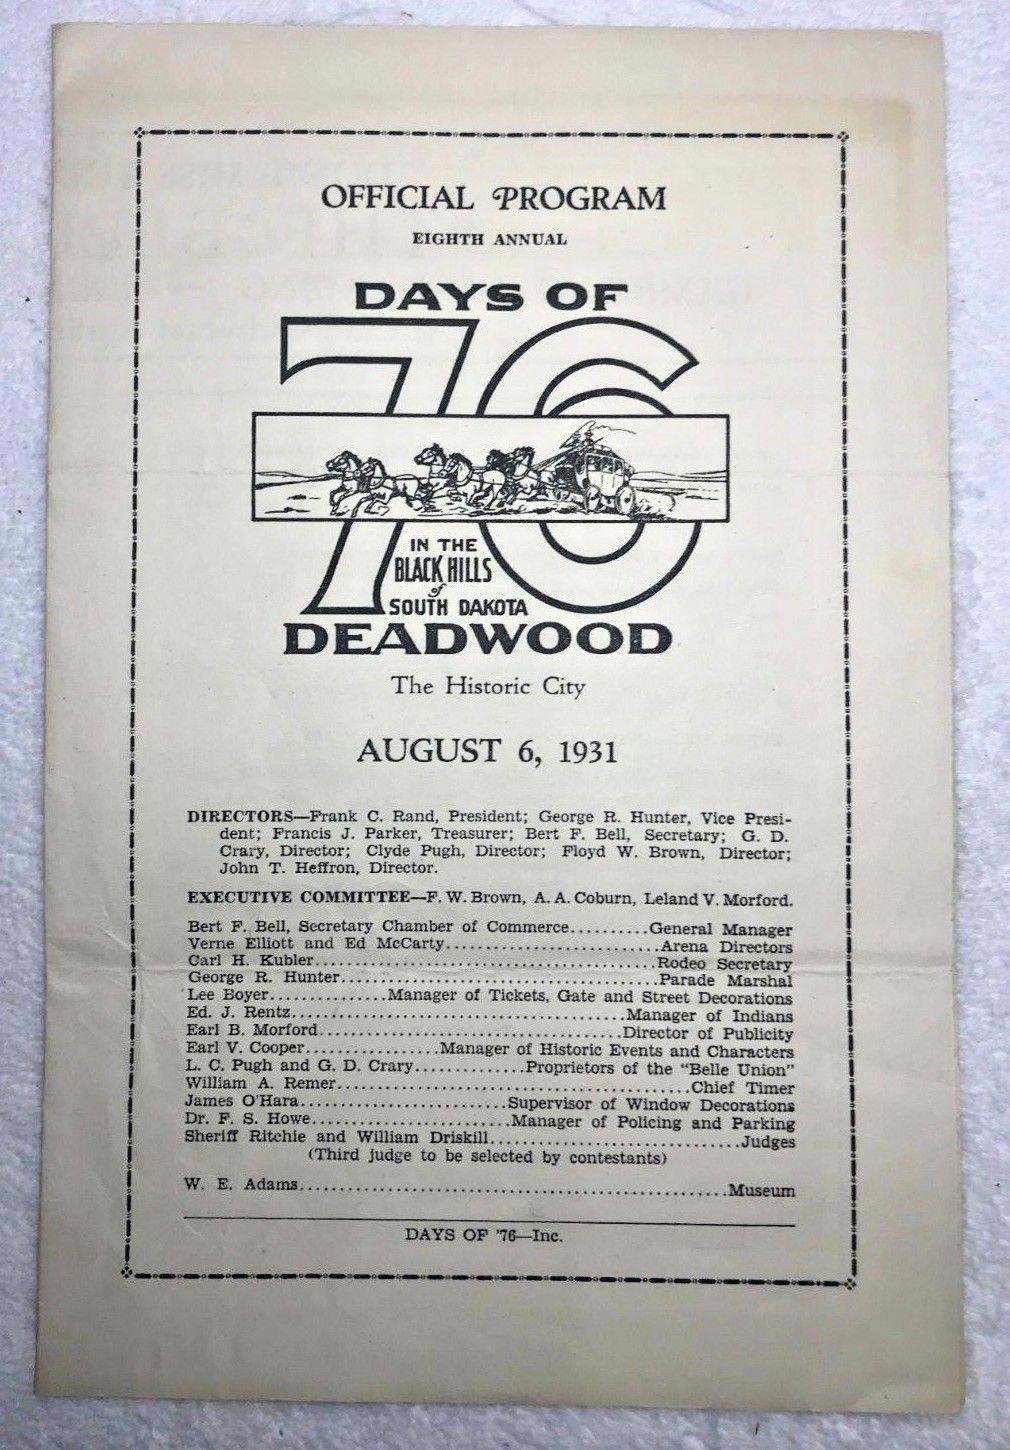 OFFICIAL PROGRAM
EIGHTH ANNUAL
DAYS OF
76
IN THE
BLACK HILLS
of
SOUTH DAKOTA
DEADWOOD
The Historic City
AUGUST 6, 1931
DIRECTORS—Frank C. Rand, President; George R. Hunter, Vice Presi-
dent; Francis J. Parker, Treasurer; Bert F. Bell, Secretary; G. D.
Crary, Director; Clyde Pugh, Director; Floyd W. Brown, Director;
John T. Heffron, Director.
EXECUTIVE COMMITTEE—F. W. Brown, A. A. Coburn, Leland V. Morford.
Bert F. Bell, Secretary Chamber of Commerce..........General Manager
Verne Elliott and Ed McCarty...........................Arena Directors
Carl H. Kubler...........................................Rodeo Secretary
George R. Hunter........................................Parade Marshal
Lee Boyer...............Manager of Tickets, Gate and Street Decorations
Ed. J. Rentz..........................................Manager of Indians
Earl B. Morford......................................Director of Publicity
Earl V. Cooper.................Manager of Historic Events and Characters
L. C. Pugh and G. D. Crary..............Proprietors of the "Belle Union"
William A. Remer............................................Chief Timer
James O'Hara..........................Supervisor of Window Decorations
Dr. F. S. Howe.........................Manager of Policing and Parking
Sheriff Ritchie and William Driskill...............................Judges
(Third judge to be selected by contestants)
W. E. Adams......................................................Museum
DAYS OF '76—Inc.